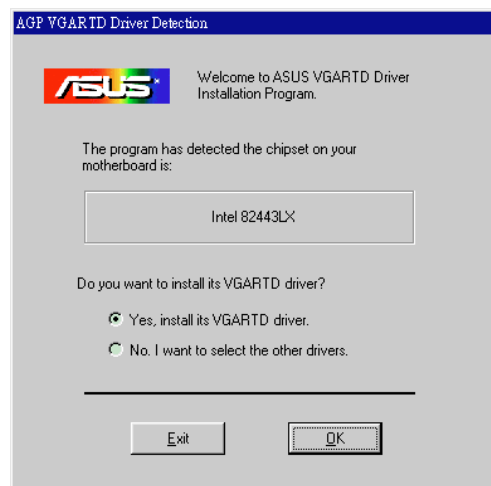 AGP VGARTD Driver Detection
ASUS
Welcome to ASUS VGARTD Driver
Installation Program.
The program has detected the chipset on your
motherboard is:
Intel 82443LX
Do you want to install its VGARTD driver?
Yes, install its VGARTD driver.
No. I want to select the other drivers.
Exit
OK